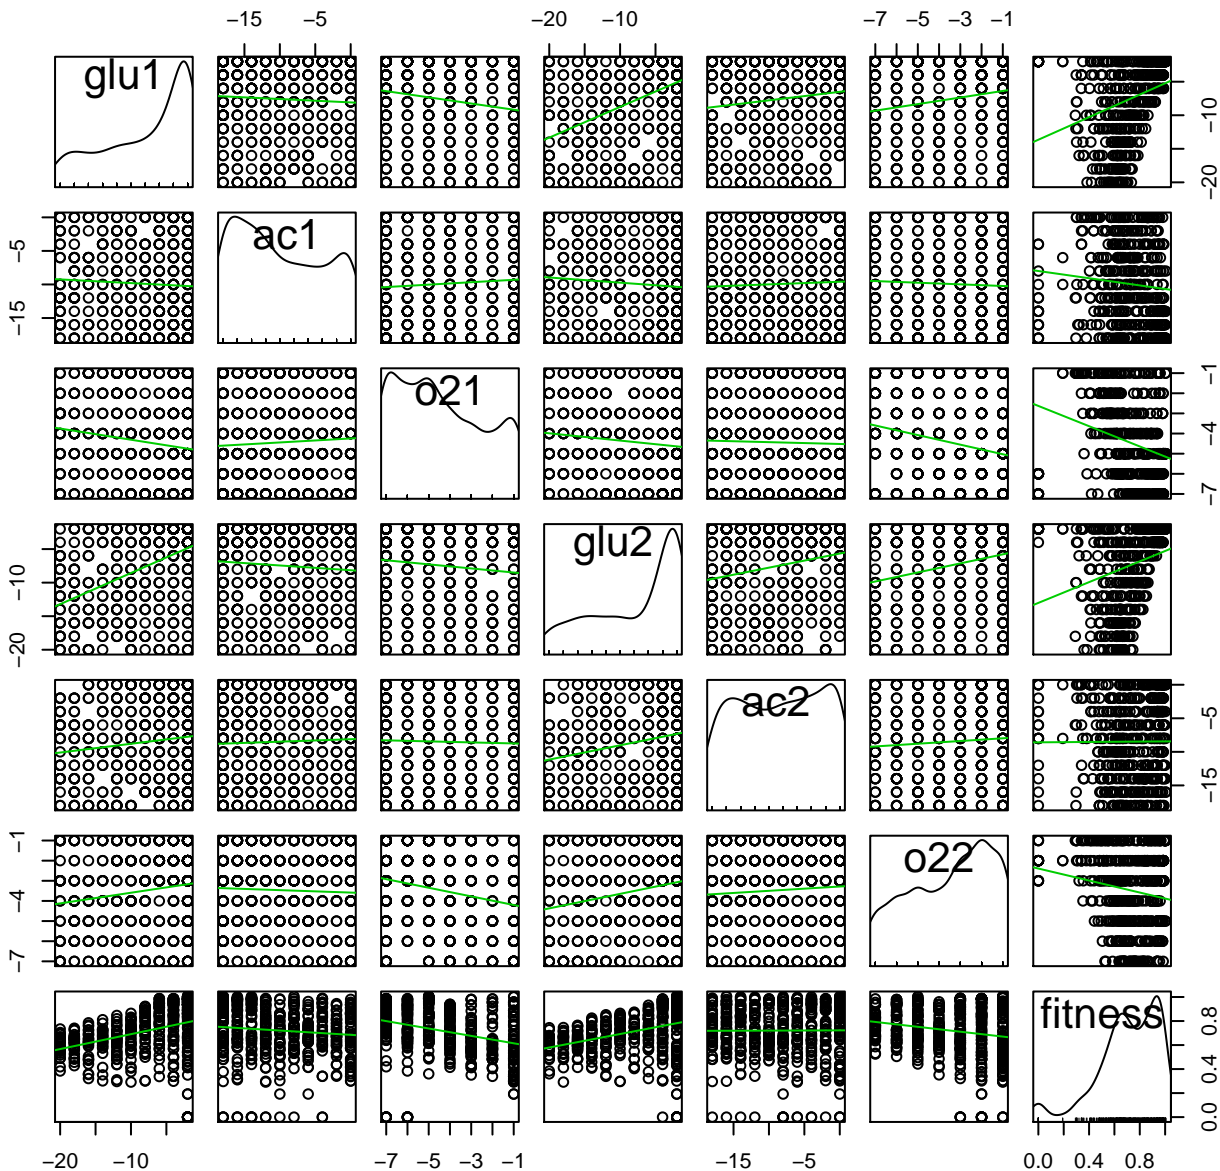 −15 −5 −20 −10 −7 −5 −3 −1
glu1
−20 −10
−15 −5
ac1
o21
−7 −4 −1
−20 −10
glu2
ac2
−15 −5
−7 −4 −1
o22
fitness
0.0 0.4 0.8
−20 −10 −7 −5 −3 −1 −15 −5 0.0 0.4 0.8